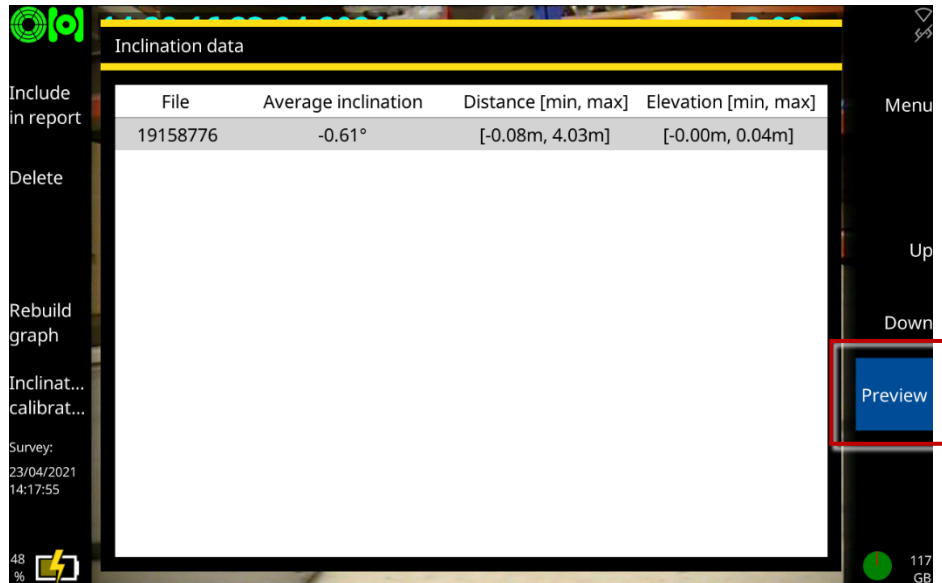 Inclination data
Include
in report
Delete
Rebuild
graph
Inclinat...
calibrat...
Survey:
23/04/2021
14:17:55
48
%
File Average inclination Distance [min, max] Elevation [min, max]
19158776 -0.61° [-0.08m, 4.03m] [-0.00m, 0.04m]
Menu
Up
Down
Preview
117
GB